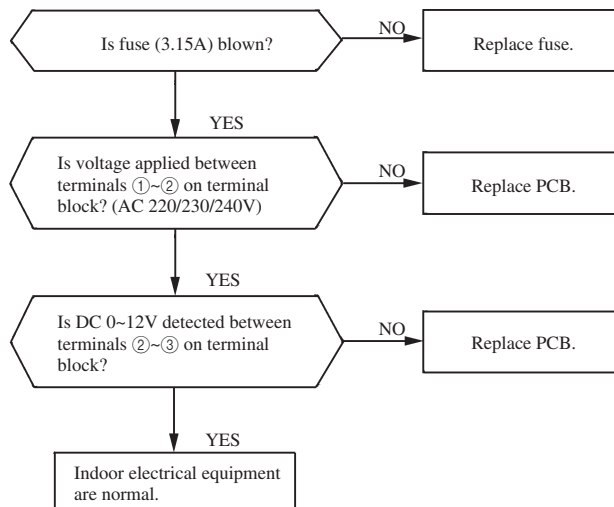 Is fuse (3.15A) blown?
NO
Replace fuse.
YES
Is voltage applied between
terminals ①~② on terminal
block? (AC 220/230/240V)
NO
Replace PCB.
YES
Is DC 0~12V detected between
terminals ②~③ on terminal
block?
NO
Replace PCB.
YES
Indoor electrical equipment
are normal.